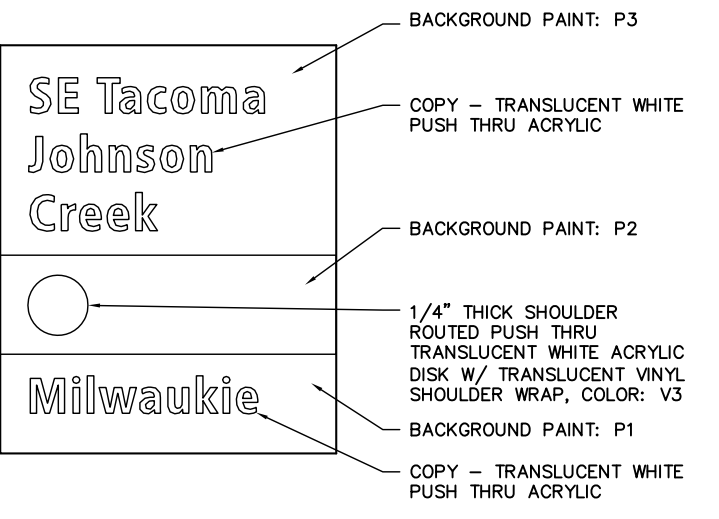 BACKGROUND PAINT: P3
SE Tacoma
Johnson
Creek
COPY – TRANSLUCENT WHITE
PUSH THRU ACRYLIC
BACKGROUND PAINT: P2
1/4" THICK SHOULDER
ROUTED PUSH THRU
TRANSLUCENT WHITE ACRYLIC
DISK W/ TRANSLUCENT VINYL
SHOULDER WRAP, COLOR: V3
Milwaukie
BACKGROUND PAINT: P1
COPY – TRANSLUCENT WHITE
PUSH THRU ACRYLIC